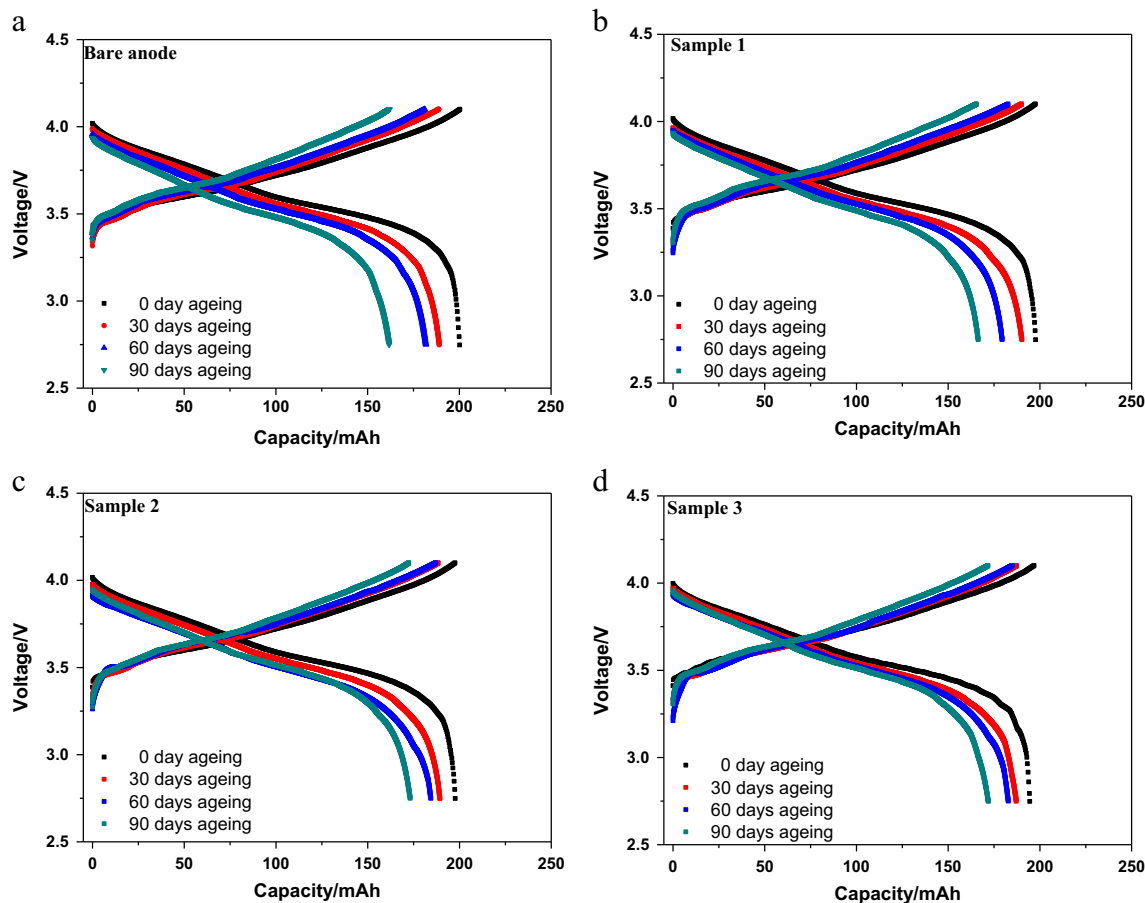 a
Bare anode
4.5
4.0
3.5
3.0
2.5
Voltage/V
0 day ageing
30 days ageing
60 days ageing
90 days ageing
0 50 100 150 200 250
Capacity/mAh
b
Sample 1
4.5
4.0
3.5
3.0
2.5
Voltage/V
0 day ageing
30 days ageing
60 days ageing
90 days ageing
0 50 100 150 200 250
Capacity/mAh
c
Sample 2
4.5
4.0
3.5
3.0
2.5
Voltage/V
0 day ageing
30 days ageing
60 days ageing
90 days ageing
0 50 100 150 200 250
Capacity/mAh
d
Sample 3
4.5
4.0
3.5
3.0
2.5
Voltage/V
0 day ageing
30 days ageing
60 days ageing
90 days ageing
0 50 100 150 200 250
Capacity/mAh